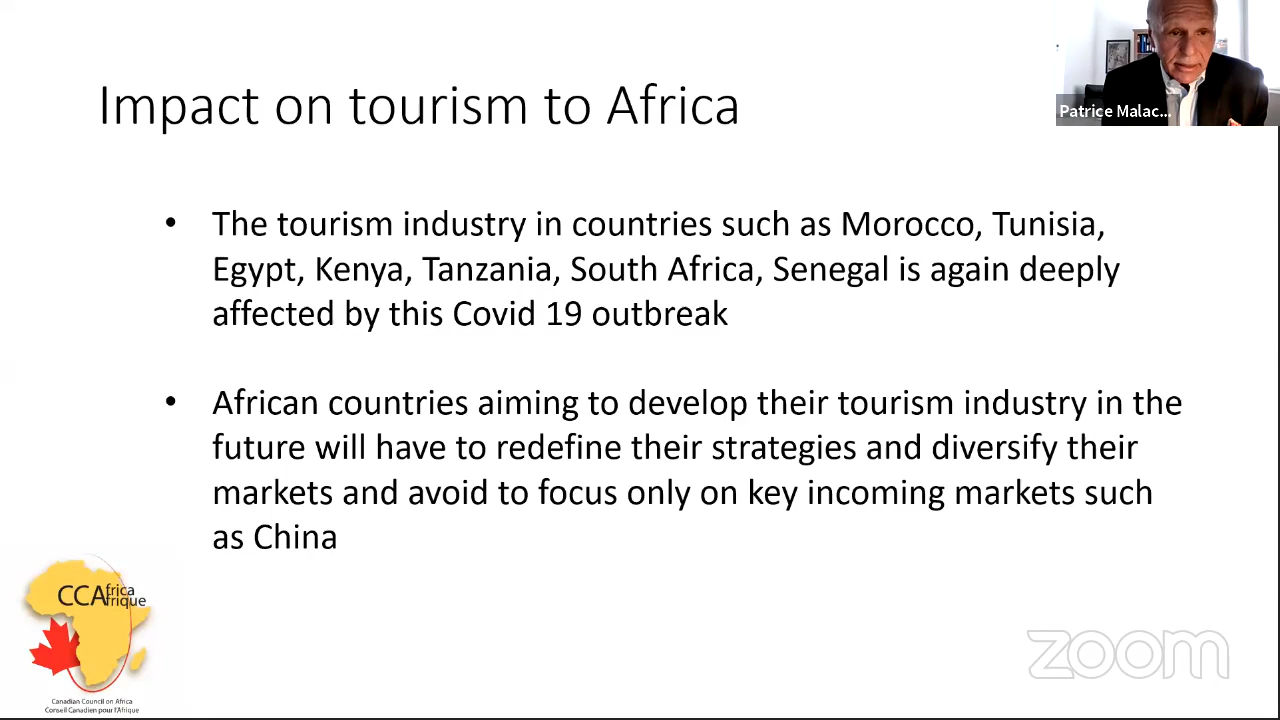 Impact on tourism to Africa
Patrice Malac...
• The tourism industry in countries such as Morocco, Tunisia,
Egypt, Kenya, Tanzania, South Africa, Senegal is again deeply
affected by this Covid 19 outbreak
• African countries aiming to develop their tourism industry in the
future will have to redefine their strategies and diversify their
markets and avoid to focus only on key incoming markets such
as China
CCAfrica
frique
Canadian Council on Africa
Conseil Canadien pour l'Afrique
zoom